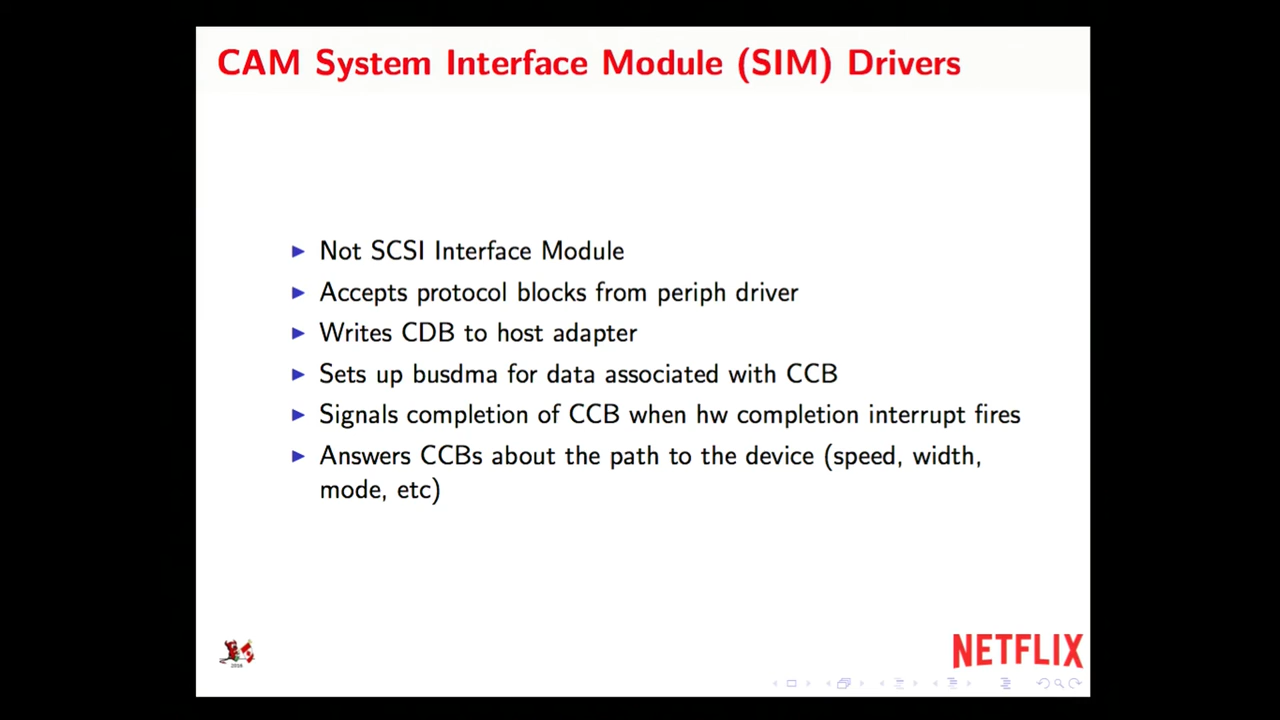 CAM System Interface Module (SIM) Drivers
Not SCSI Interface Module
Accepts protocol blocks from periph driver
Writes CDB to host adapter
Sets up busdma for data associated with CCB
Signals completion of CCB when hw completion interrupt fires
Answers CCBs about the path to the device (speed, width,
mode, etc)
NETFLIX